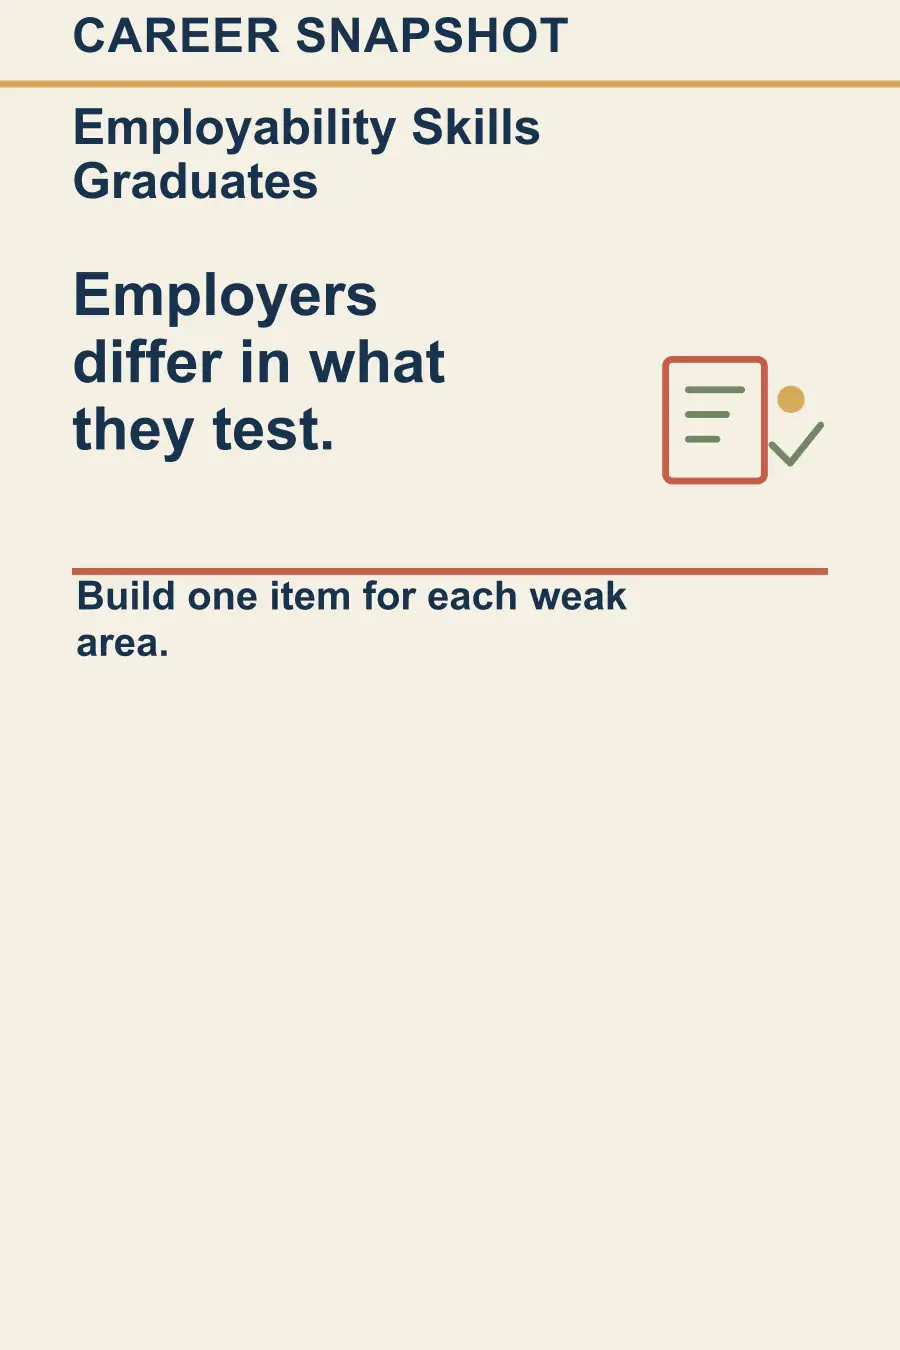 CAREER SNAPSHOT
Employability Skills
Graduates
Employers
differ in what
they test.
Build one item for each weak
area.